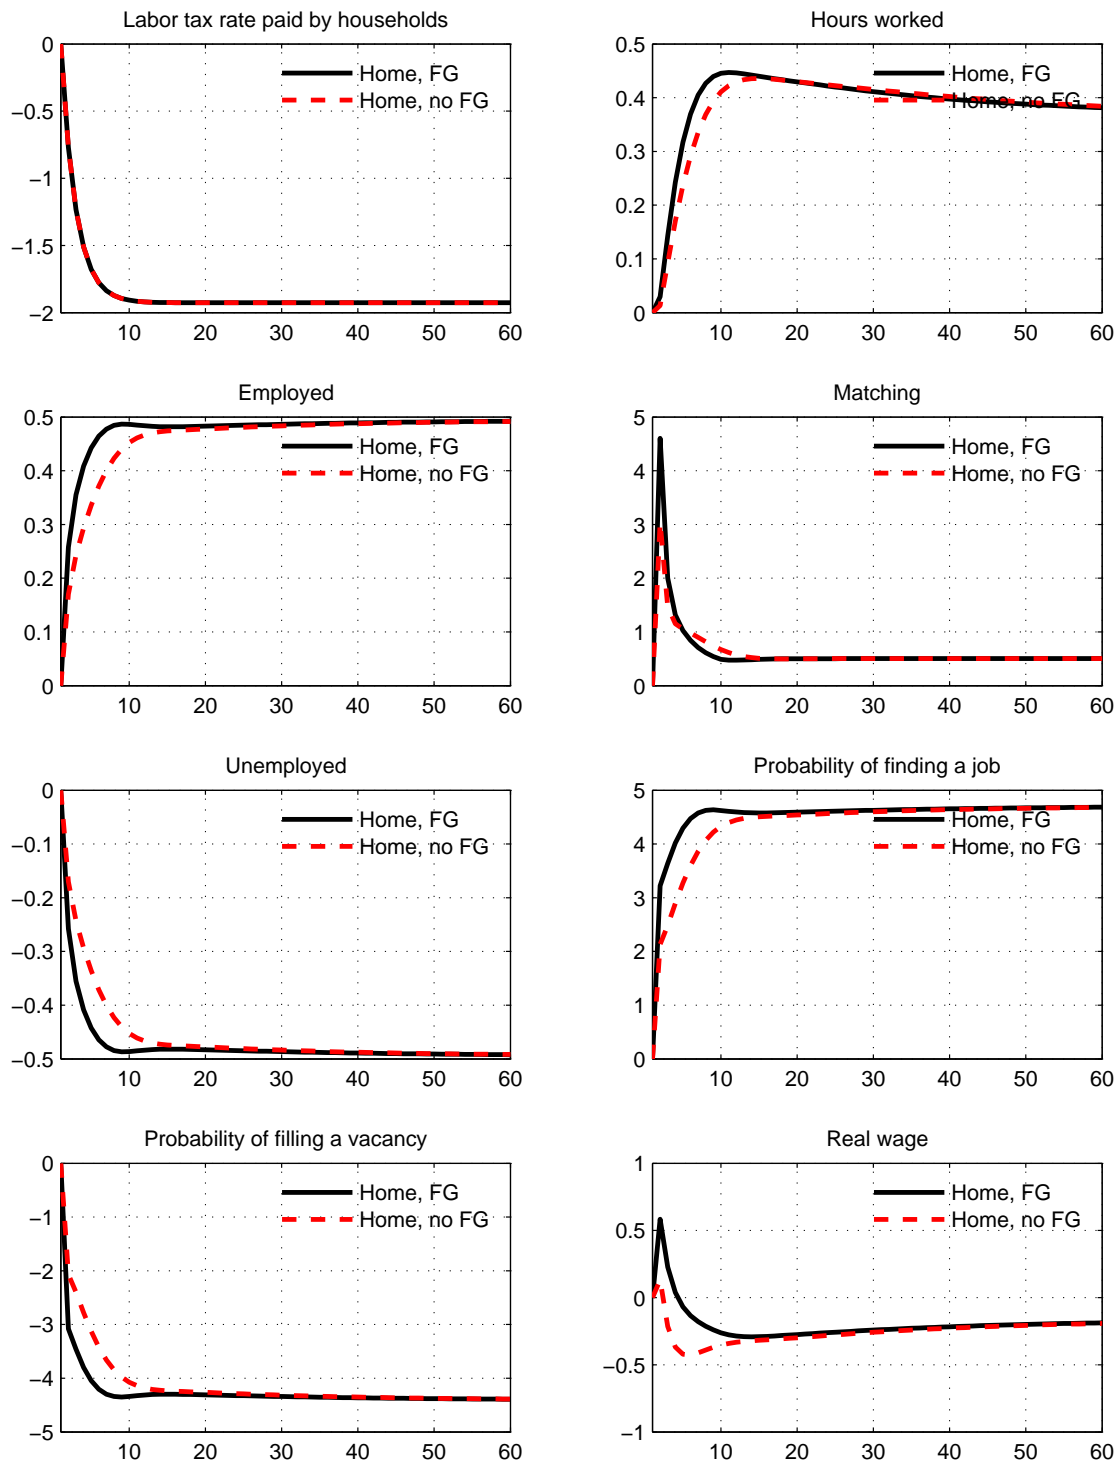 Labor tax rate paid by households
0
−0.5
−1
−1.5
−2
10 20 30 40 50 60
Home, FG
Home, no FG
Hours worked
0.5
0.4
0.3
0.2
0.1
0
10 20 30 40 50 60
Home, FG
Home, no FG
Employed
0.5
0.4
0.3
0.2
0.1
0
10 20 30 40 50 60
Home, FG
Home, no FG
Matching
5
4
3
2
1
0
10 20 30 40 50 60
Home, FG
Home, no FG
Unemployed
0
−0.1
−0.2
−0.3
−0.4
−0.5
10 20 30 40 50 60
Home, FG
Home, no FG
Probability of finding a job
5
4
3
2
1
0
10 20 30 40 50 60
Home, FG
Home, no FG
Probability of filling a vacancy
0
−1
−2
−3
−4
−5
10 20 30 40 50 60
Home, FG
Home, no FG
Real wage
1
0.5
0
−0.5
−1
10 20 30 40 50 60
Home, FG
Home, no FG